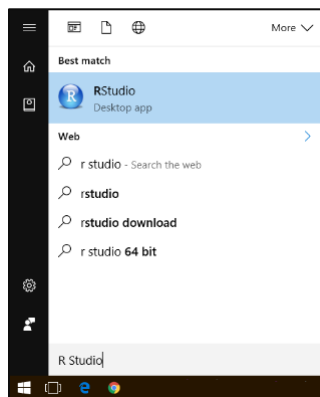 More
Best match
RStudio
Desktop app
Web
r studio - Search the web
rstudio
rstudio download
r studio 64 bit
R Studio